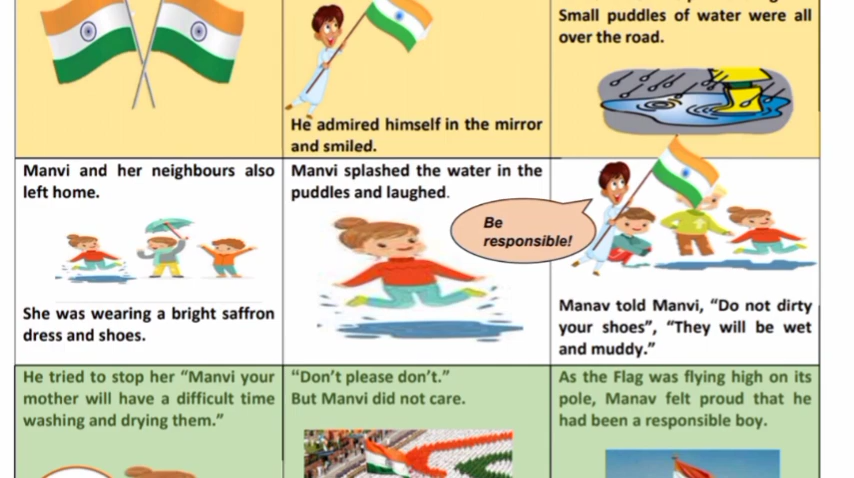 Small puddles of water were all
over the road.
He admired himself in the mirror
and smiled.
Manvi and her neighbours also
left home.
She was wearing a bright saffron
dress and shoes.
Manvi splashed the water in the
puddles and laughed.
Be
responsible!
Manav told Manvi, “Do not dirty
your shoes”, “They will be wet
and muddy.”
He tried to stop her “Manvi your
mother will have a difficult time
washing and drying them.”
“Don’t please don’t.”
But Manvi did not care.
As the Flag was flying high on its
pole, Manav felt proud that he
had been a responsible boy.